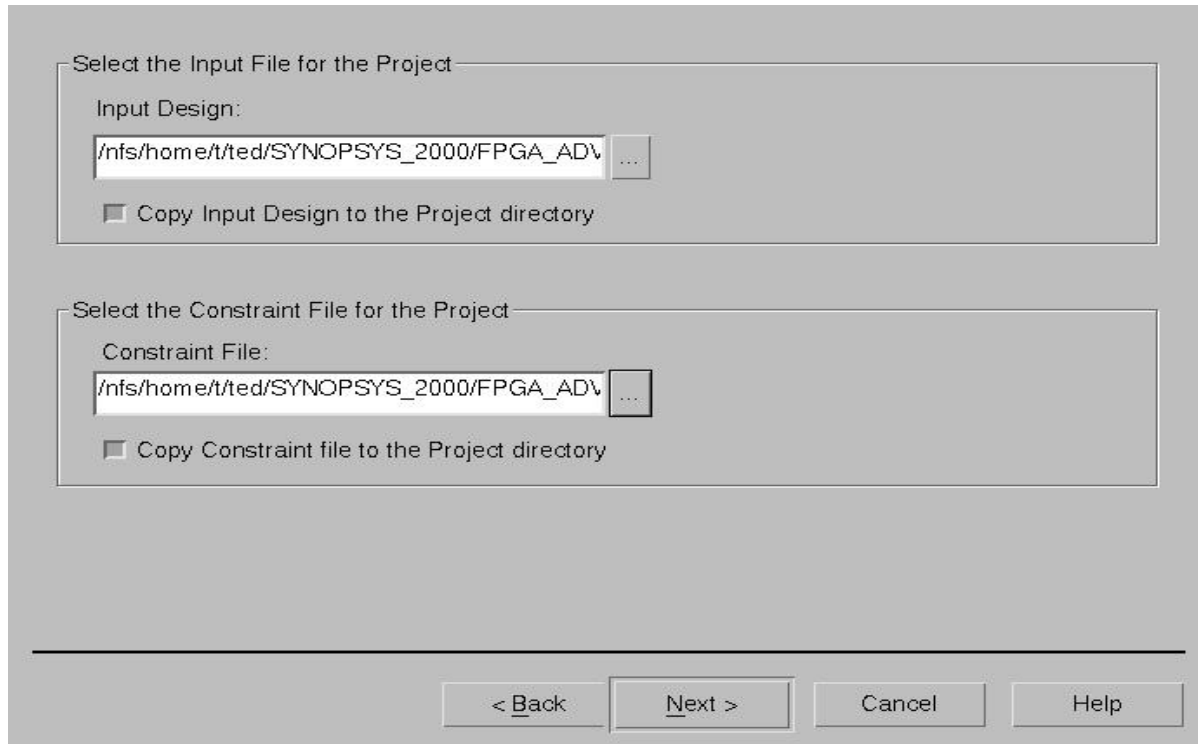 Select the Input File for the Project
Input Design:
/nfs/home/t/ted/SYNOPSYS_2000/FPGA_ADV
...
Copy Input Design to the Project directory
Select the Constraint File for the Project
Constraint File:
/nfs/home/t/ted/SYNOPSYS_2000/FPGA_ADV
...
Copy Constraint file to the Project directory
< Back Next > Cancel Help